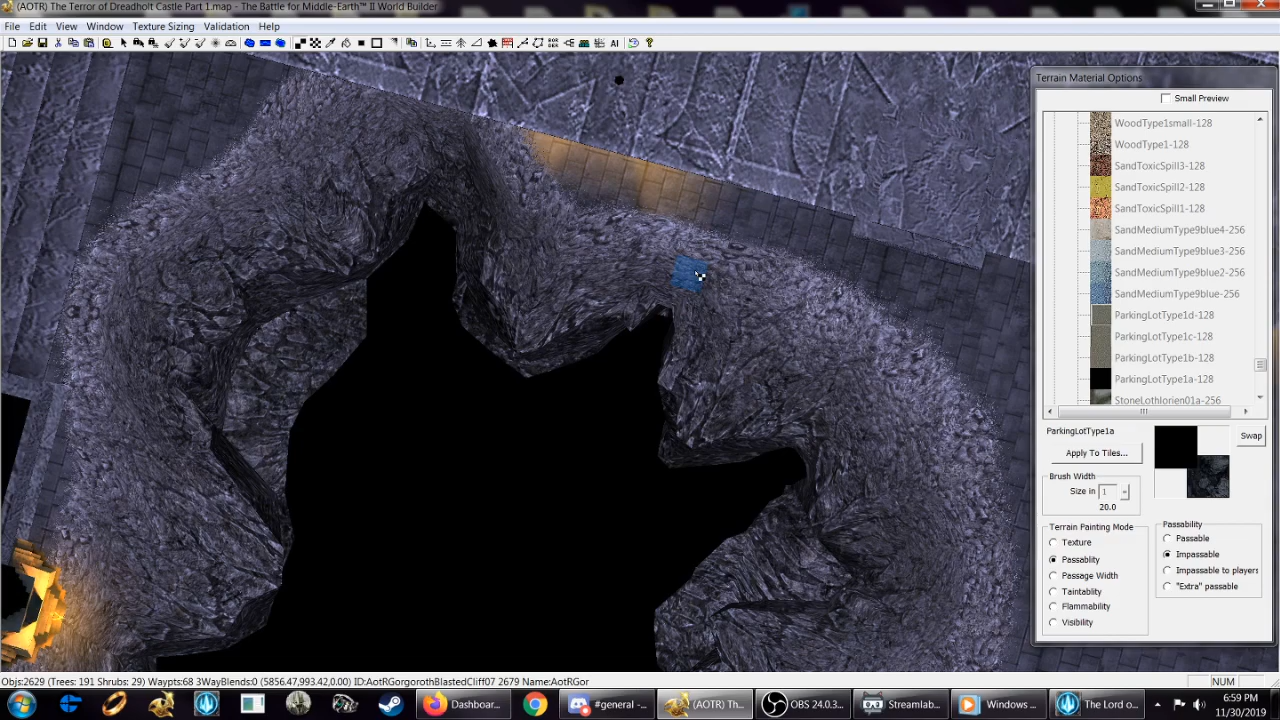 (AOTR) The Terror of Dreadholt Castle Part 1.map - The Battle for Middle-Earth™ II World Builder
File Edit View Window Texture Sizing Validation Help
AI
Terrain Material Options
Small Preview
WoodType1small-128
WoodType1-128
SandToxicSpill3-128
SandToxicSpill2-128
SandToxicSpill1-128
SandMediumType9blue4-256
SandMediumType9blue3-256
SandMediumType9blue2-256
SandMediumType9blue-256
ParkingLotType1d-128
ParkingLotType1c-128
ParkingLotType1b-128
ParkingLotType1a-128
StoneLothlorien01a-256
ParkingLotType1a
Swap
Apply To Tiles...
Brush Width
Size in 1
20.0
Terrain Painting Mode
Texture
Passability
Passage Width
Taintablity
Flammability
Visibility
Passability
Passable
Impassable
Impassable to players
"Extra" passable
Objs:2629 (Trees: 191 Shrubs: 29) Waypts:68 3WayBlends:0 (5856.47,993.42,0.00) ID:AotRGorgorothBlastedCliff07 2679 Name:AotRGor
NUM
Dashboar...
#general -...
(AOTR) Th...
OBS 24.0.3...
Streamlab...
Windows ...
The Lord o...
6:59 PM
11/30/2019